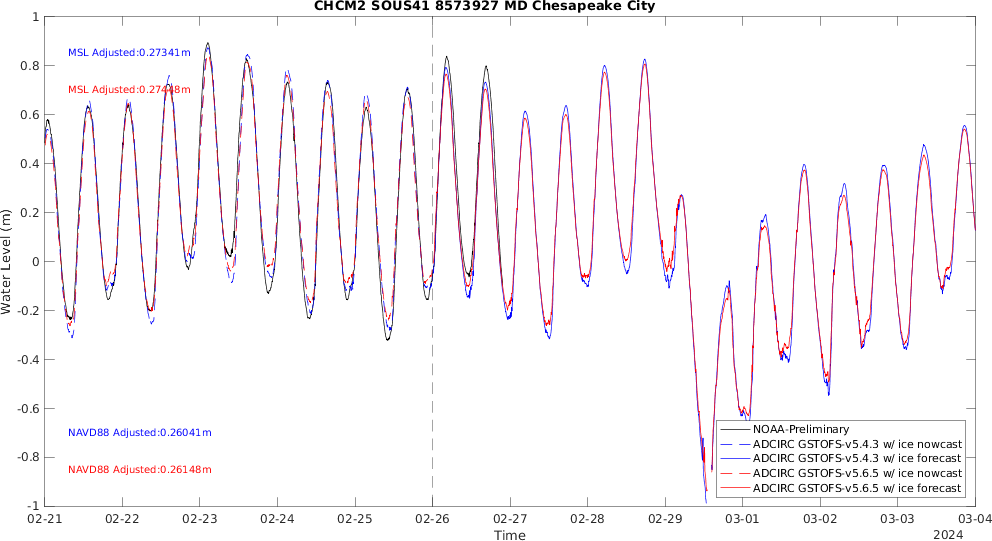 CHCM2 SOUS41 8573927 MD Chesapeake City
1
0.8
0.6
0.4
0.2
0
-0.2
-0.4
-0.6
-0.8
-1
Water Level (m)
MSL Adjusted:0.27341m
MSL Adjusted:0.27448m
NAVD88 Adjusted:0.26041m
NAVD88 Adjusted:0.26148m
NOAA-Preliminary
ADCIRC GSTOFS-v5.4.3 w/ ice nowcast
ADCIRC GSTOFS-v5.4.3 w/ ice forecast
ADCIRC GSTOFS-v5.6.5 w/ ice nowcast
ADCIRC GSTOFS-v5.6.5 w/ ice forecast
02-21 02-22 02-23 02-24 02-25 02-26 02-27 02-28 02-29 03-01 03-02 03-03 03-04
Time
2024